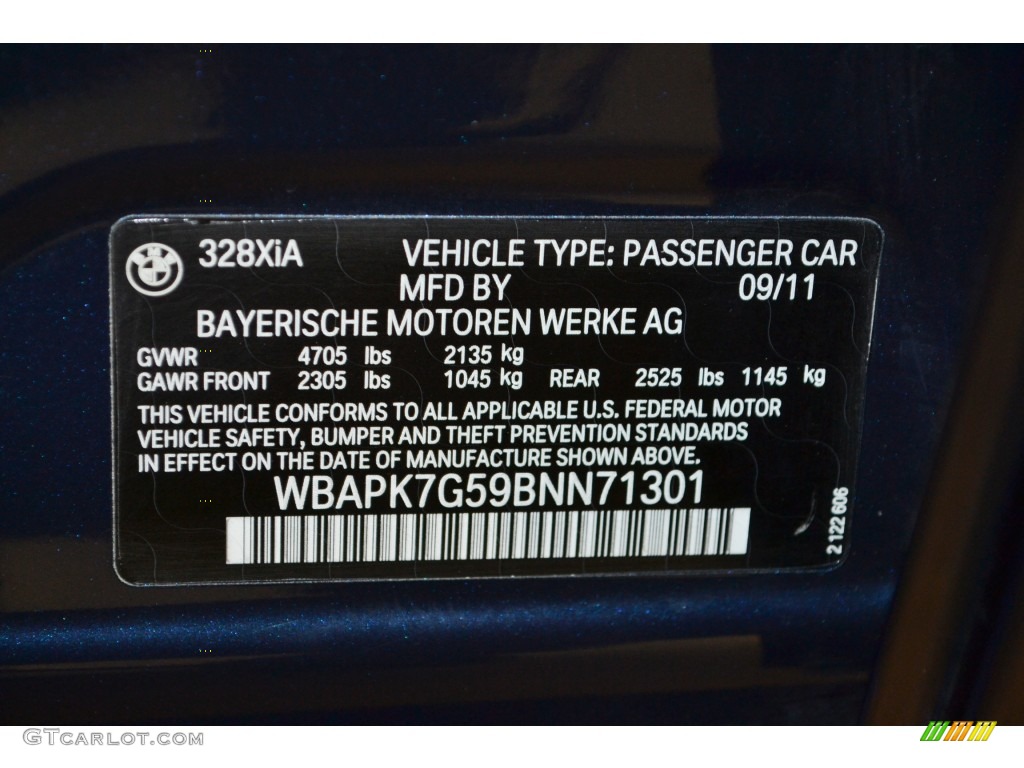 328XiA VEHICLE TYPE: PASSENGER CAR
MFD BY 09/11
BAYERISCHE MOTOREN WERKE AG
GVWR 4705 lbs 2135 kg
GAWR FRONT 2305 lbs 1045 kg REAR 2525 lbs 1145 kg
THIS VEHICLE CONFORMS TO ALL APPLICABLE U.S. FEDERAL MOTOR
VEHICLE SAFETY, BUMPER AND THEFT PREVENTION STANDARDS
IN EFFECT ON THE DATE OF MANUFACTURE SHOWN ABOVE.
WBAPK7G59BNN71301
2 122 606
GTCARLOT.COM